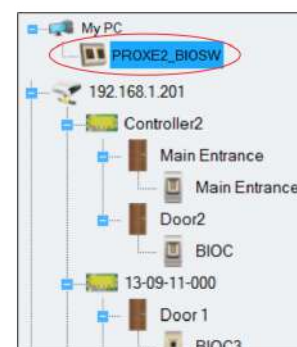 My PC
PROXE2_BIOSW
192.168.1.201
Controller2
Main Entrance
Main Entrance
Door2
BIOC
13-09-11-000
Door 1
BIOC3